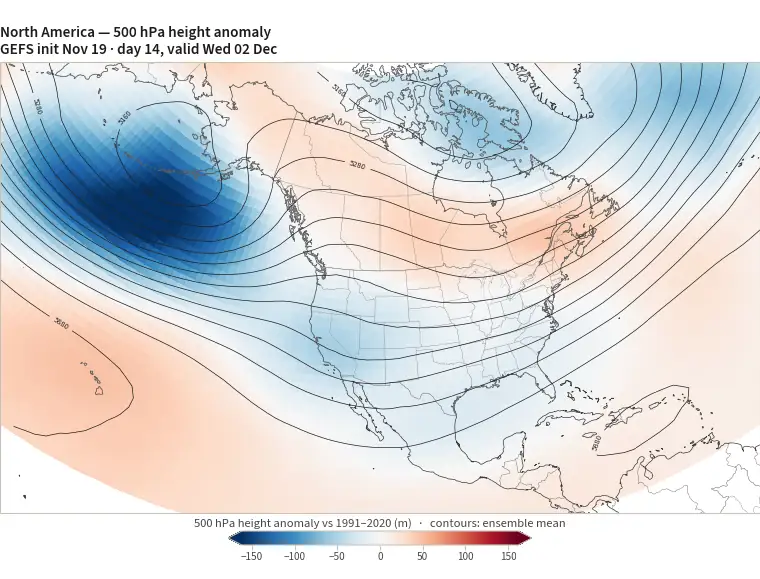 North America — 500 hPa height anomaly
GEFS init Nov 19 · day 14, valid Wed 02 Dec
5280
5160
5160
5280
5880
5880
500 hPa height anomaly vs 1991–2020 (m) · contours: ensemble mean
−150 −100 −50 0 50 100 150